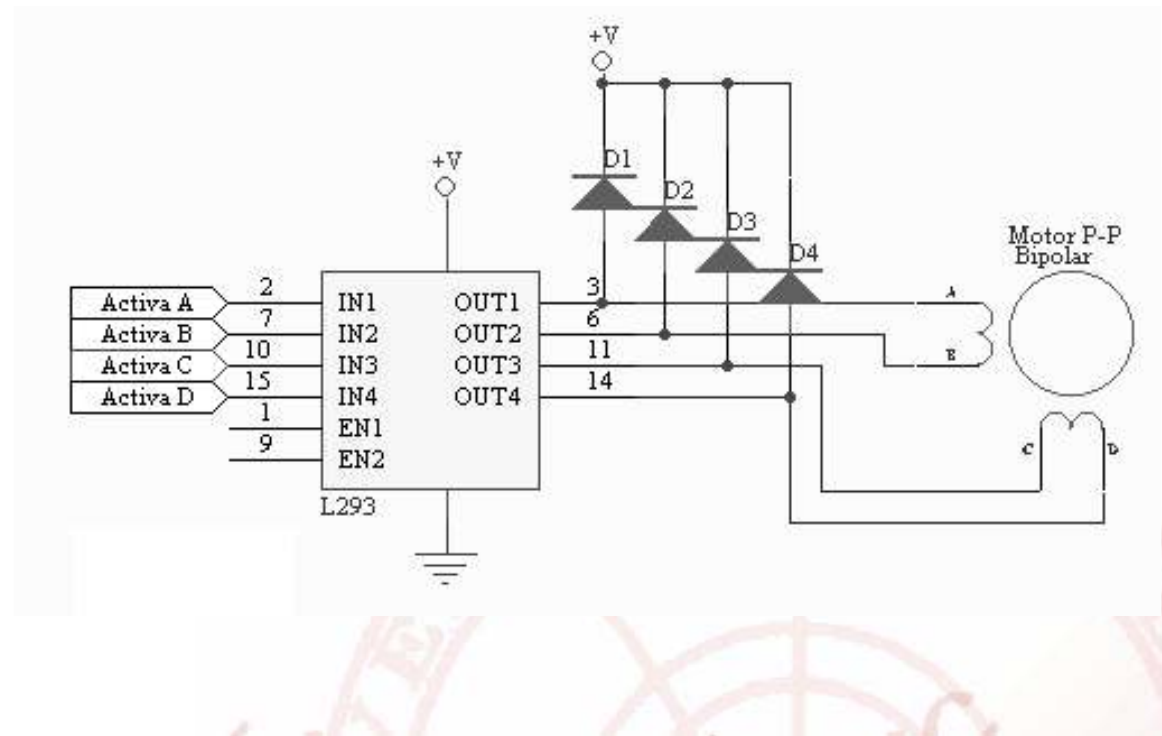 +V
+V
D1
D2
D3
D4
Motor P-P
Bipolar
Activa A 2 IN1 OUT1 3 A
Activa B 7 IN2 OUT2 6
Activa C 10 IN3 OUT3 11 B
Activa D 15 IN4 OUT4 14
1 EN1
9 EN2
C D
L293